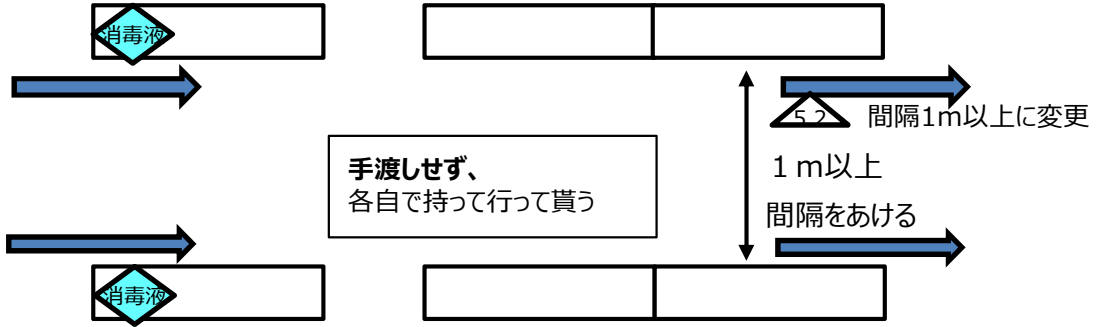 消毒液
5.2
間隔1m以上に変更
手渡しせず、
各自で持って行って貰う
1m以上
間隔をあける
消毒液